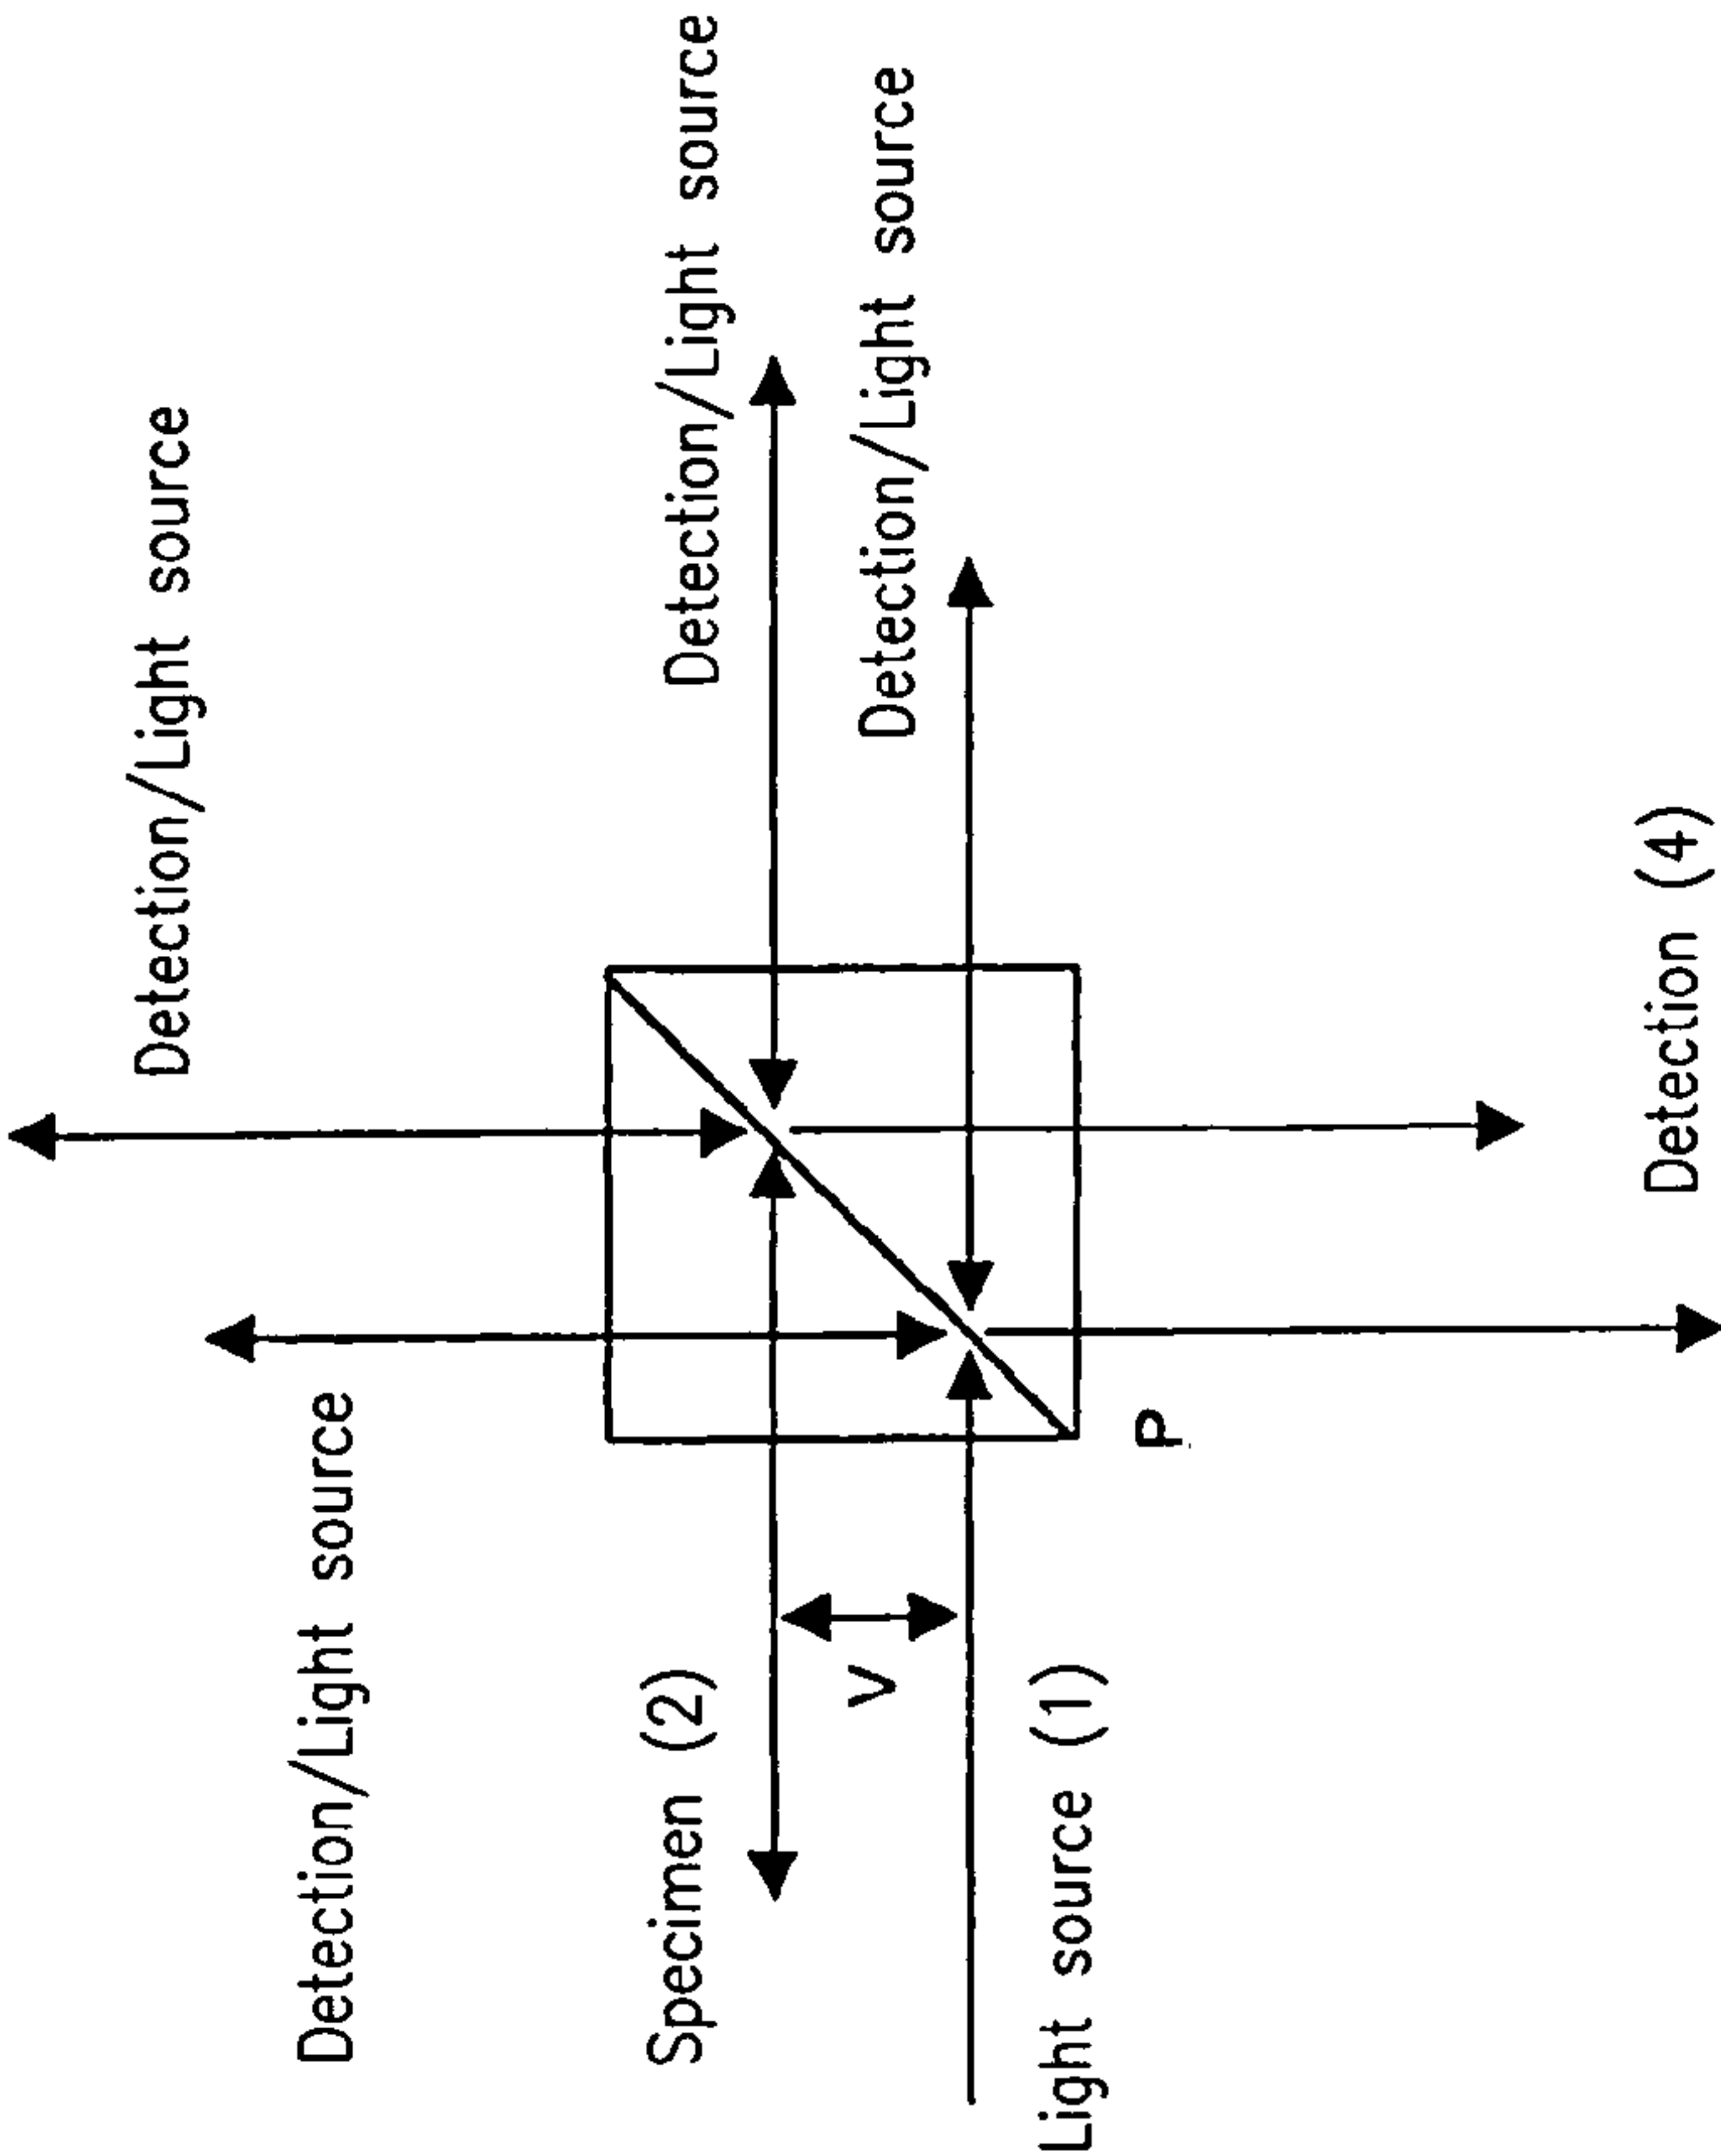 Detection/Light source
Detection/Light source
Detection/Light source
Detection/Light source
Specimen (2)
V
Light source (1)
P
Detection (4)